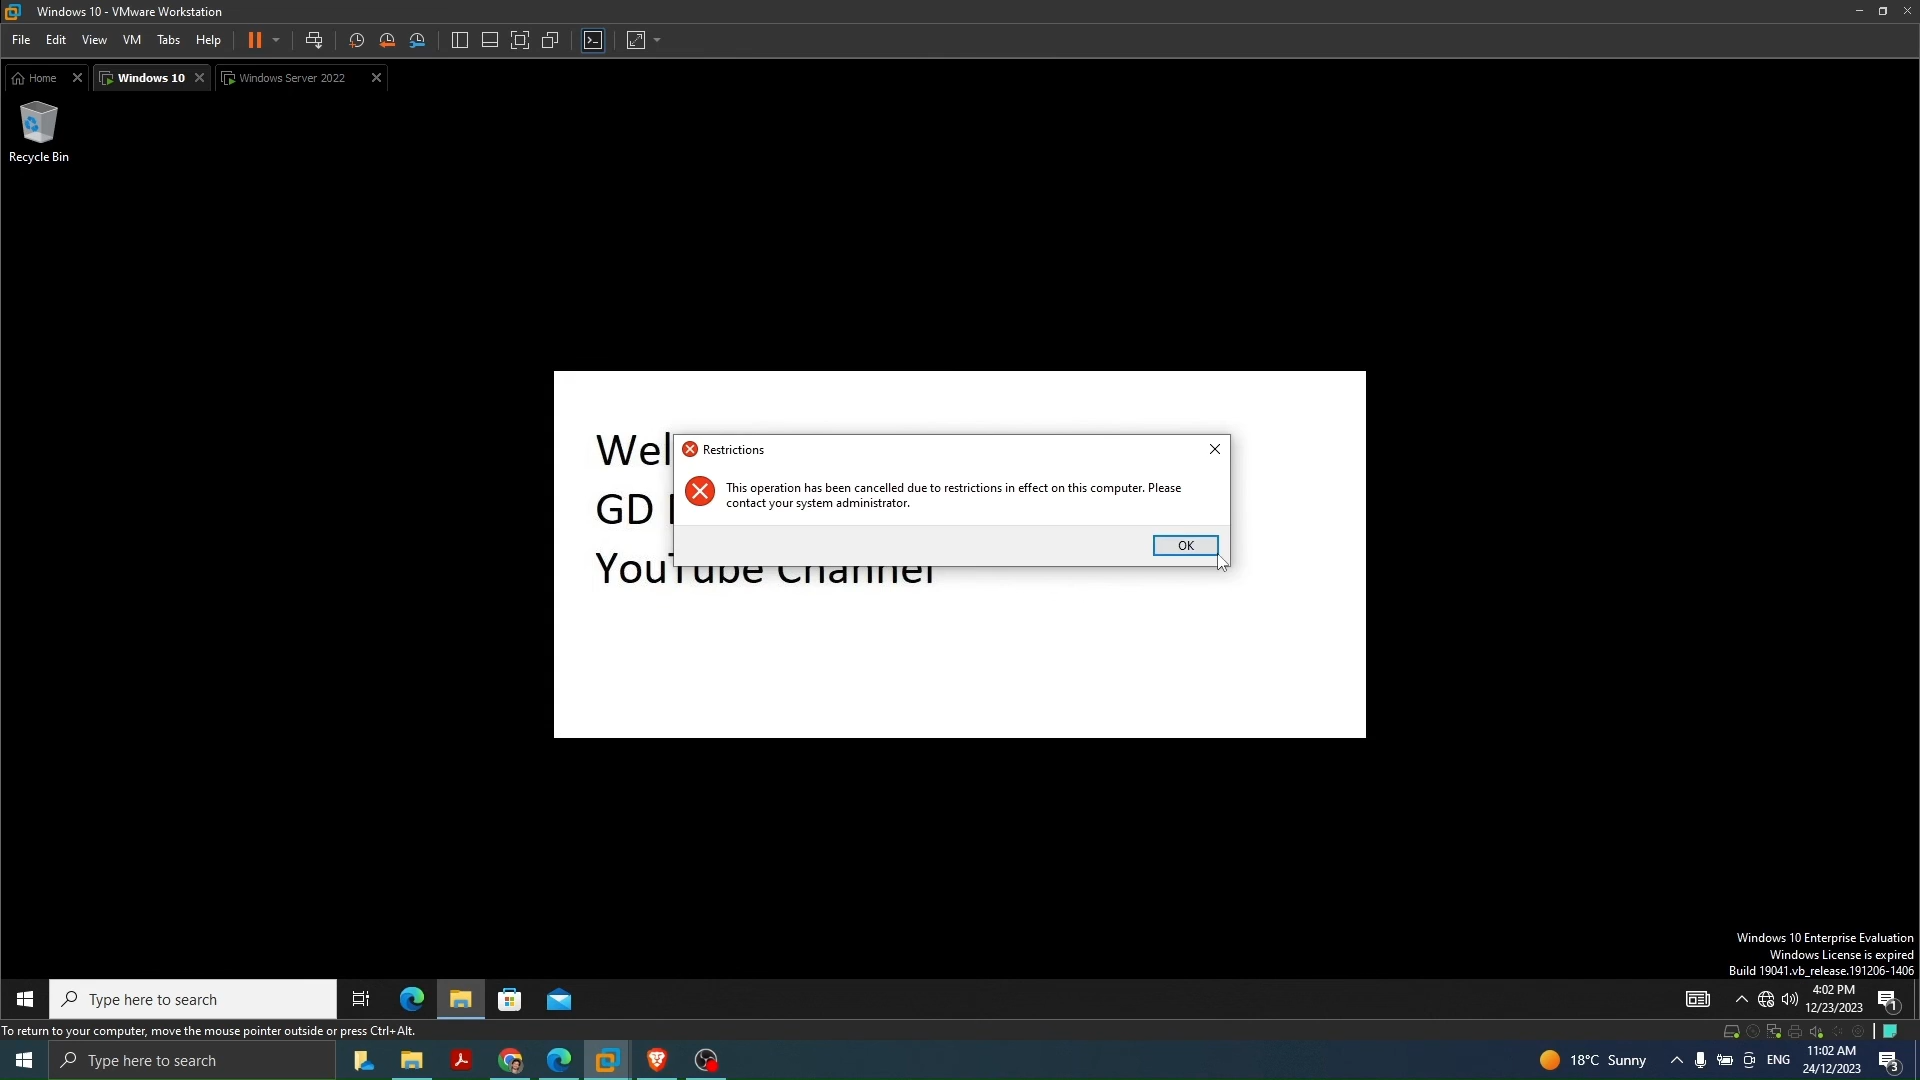 Windows 10 - VMware Workstation
File Edit View VM Tabs Help
Home
Windows 10
Windows Server 2022
Recycle Bin
Wel
GD
YouTube Channel
Restrictions
This operation has been cancelled due to restrictions in effect on this computer. Please
contact your system administrator.
OK
Windows 10 Enterprise Evaluation
Windows License is expired
Build 19041.vb_release.191206-1406
Type here to search
4:02 PM
12/23/2023
1
To return to your computer, move the mouse pointer outside or press Ctrl+Alt.
Type here to search
18°C Sunny
ENG
11:02 AM
24/12/2023
3